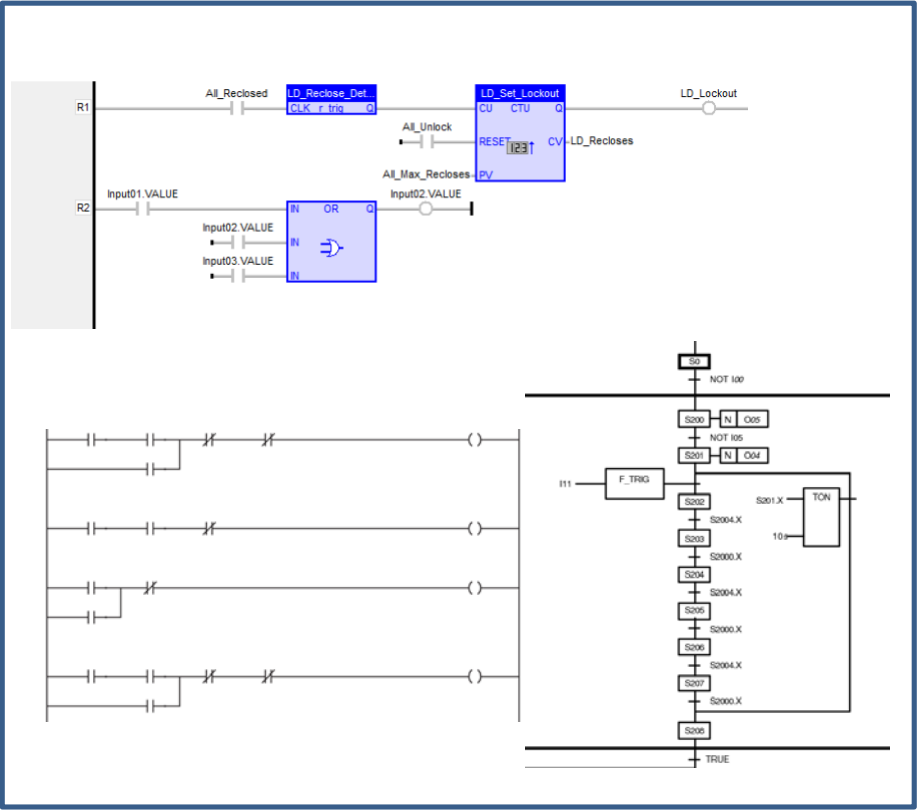 All_Reclosed LD_Reclose_Det... LD_Set_Lockout LD_Lockout
R1 CLK r_trig Q CU CTU Q
All_Unlock
RESET 123 CV LD_Recloses
All_Max_Recloses PV
Input01.VALUE Input02.VALUE
R2 IN OR Q
Input02.VALUE
IN
Input03.VALUE
IN
S0
NOT I00
S200 N O05
NOT I05
S201 N O04
I11 F_TRIG
S201.X TON
10s
S202
S2004.X
S203
S2000.X
S204
S2004.X
S205
S2000.X
S206
S2004.X
S207
S2000.X
S208
TRUE